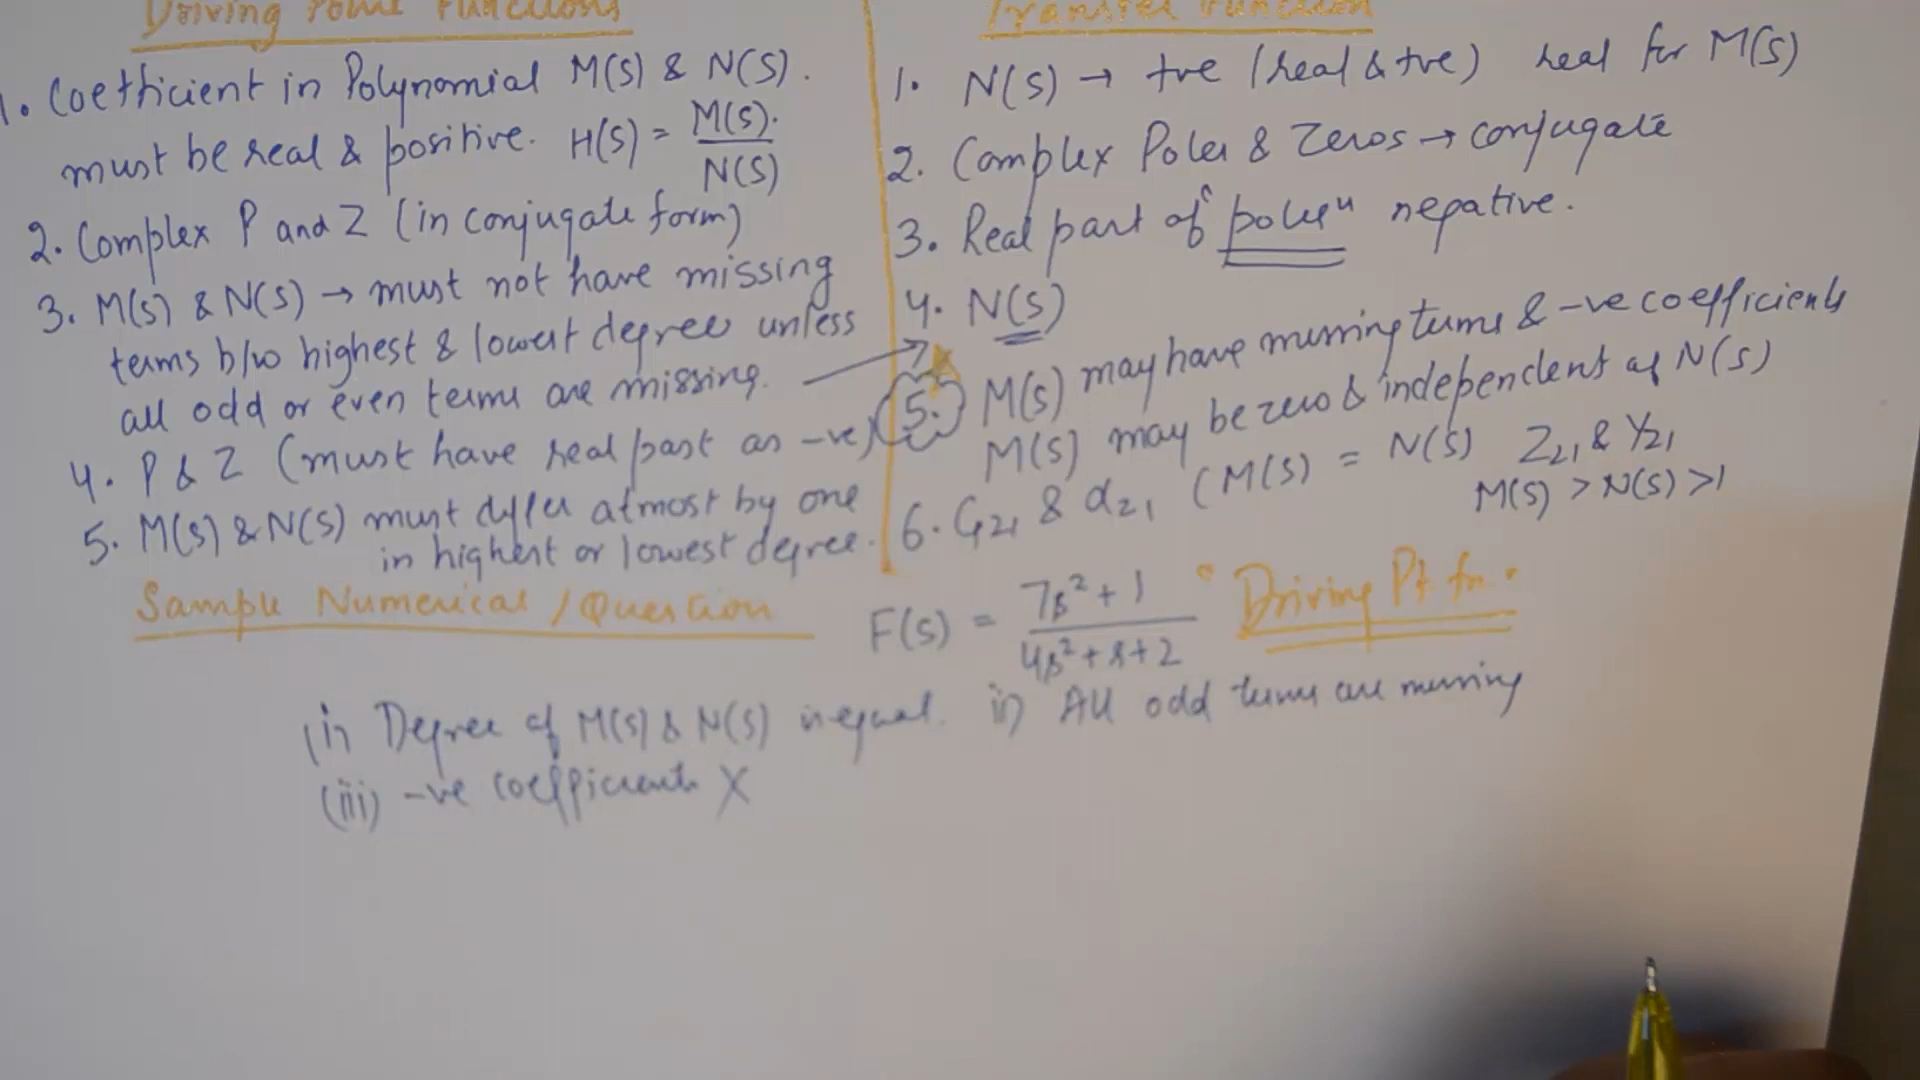 Driving Point Functions
1. Coefficient in Polynomial M(S) & N(S).
must be real & positive. H(S) = M(S). / N(S)
2. Complex P and Z (in conjugate form)
3. M(S) & N(S) → must not have missing
terms b/w highest & lowest degree unless
all odd or even terms are missing.
4. P & Z (must have real part as -ve)
5. M(S) & N(S) must differ atmost by one
in highest or lowest degree.
Transfer Function
1. N(S) → +ve (real & +ve) real for M(S)
2. Complex Poles & Zeros → conjugate
3. Real part of "poles" negative.
4. N(S)
5. M(S) may have missing terms & -ve coefficients
M(S) may be zero & independent of N(S)
6. G21 & α21 (M(S) = N(S) Z21 & Y21
M(S) > N(S) >1
Sample Numerical / Question
F(S) = 7s² + 1 / 4s² + s + 2
Driving Pt fn.
(i) Degree of M(S) & N(S) is equal. ii) All odd terms are missing
(iii) -ve coefficients X